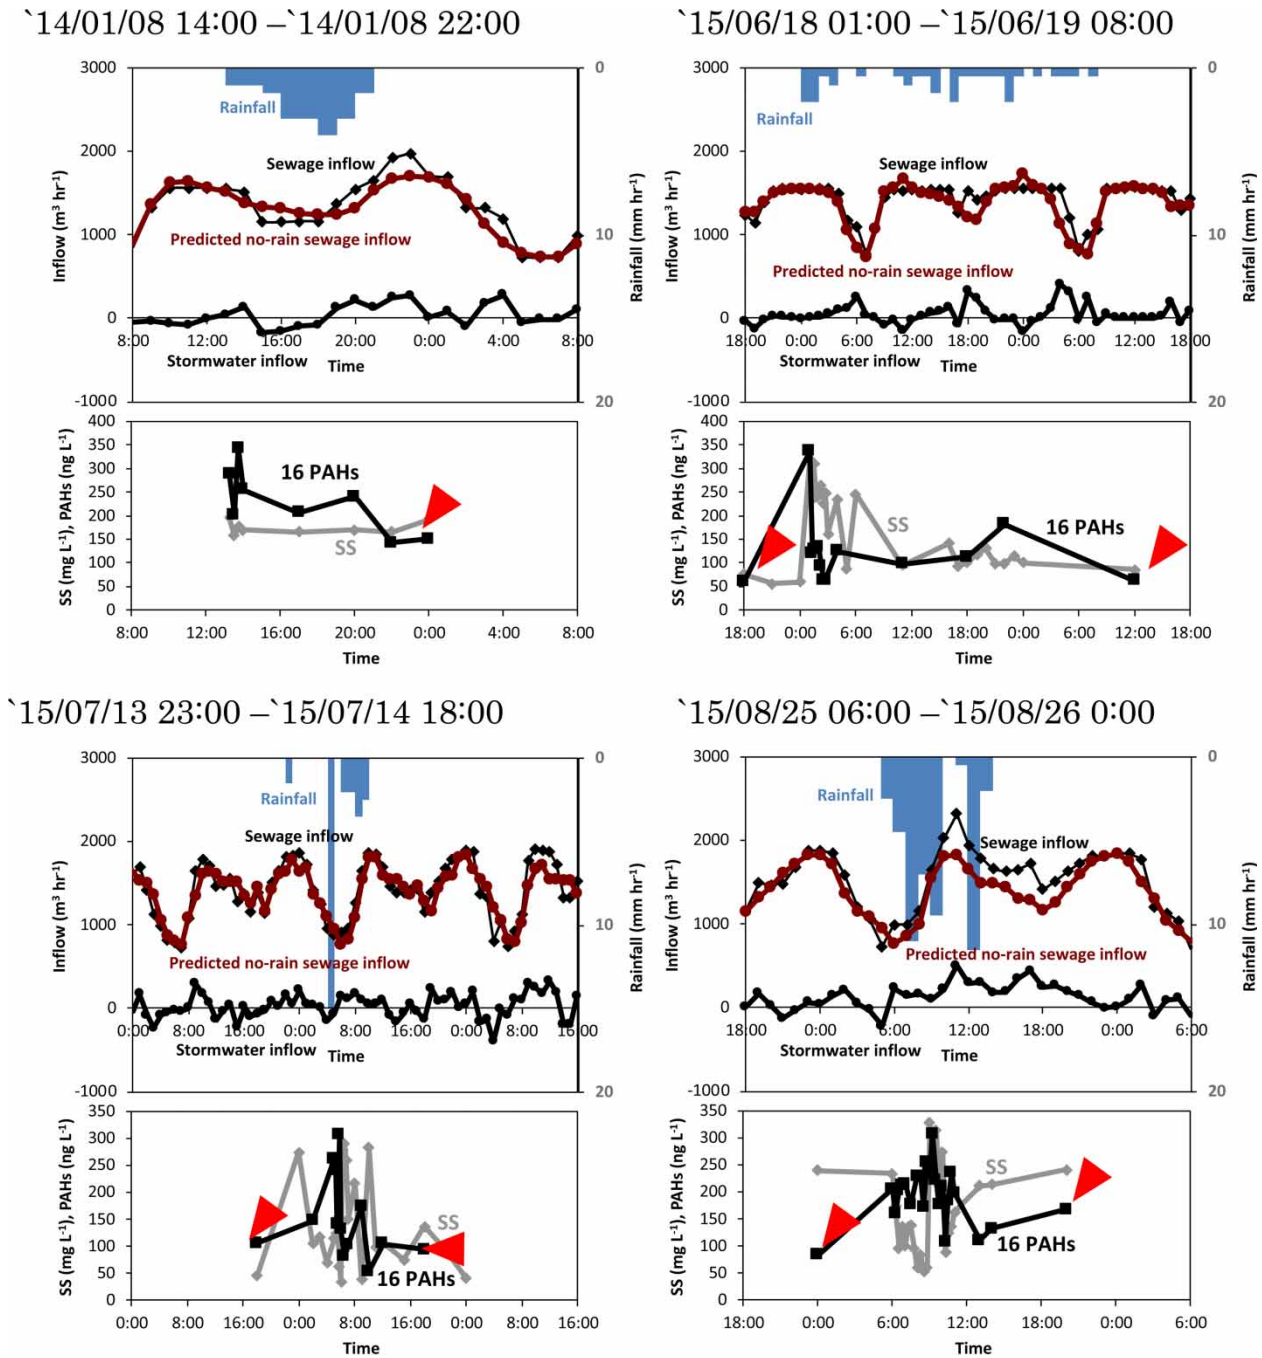 `14/01/08 14:00 –`14/01/08 22:00
3000
2000
1000
0
-1000
0
10
20
Inflow (m³ hr⁻¹)
Rainfall (mm hr⁻¹)
Rainfall
Sewage inflow
Predicted no-rain sewage inflow
8:00 12:00 16:00 20:00 0:00 4:00 8:00
Stormwater inflow
Time
400
350
300
250
200
150
100
50
0
SS (mg L⁻¹), PAHs (ng L⁻¹)
16 PAHs
SS
8:00 12:00 16:00 20:00 0:00 4:00 8:00
Time
`15/06/18 01:00 –`15/06/19 08:00
3000
2000
1000
0
-1000
0
10
20
Inflow (m³ hr⁻¹)
Rainfall (mm hr⁻¹)
Rainfall
Sewage inflow
Predicted no-rain sewage inflow
18:00 0:00 6:00 12:00 18:00 0:00 6:00 12:00 18:00
Stormwater inflow
Time
400
350
300
250
200
150
100
50
0
SS (mg L⁻¹), PAHs (ng L⁻¹)
SS
16 PAHs
18:00 0:00 6:00 12:00 18:00 0:00 6:00 12:00 18:00
Time
`15/07/13 23:00 –`15/07/14 18:00
3000
2000
1000
0
-1000
0
10
20
Inflow (m³ hr⁻¹)
Rainfall (mm hr⁻¹)
Rainfall
Sewage inflow
Predicted no-rain sewage inflow
0:00 8:00 16:00 0:00 8:00 16:00 0:00 8:00 16:00
Stormwater inflow
Time
350
300
250
200
150
100
50
0
SS (mg L⁻¹), PAHs (ng L⁻¹)
SS
16 PAHs
0:00 8:00 16:00 0:00 8:00 16:00 0:00 8:00 16:00
Time
`15/08/25 06:00 –`15/08/26 0:00
3000
2000
1000
0
-1000
0
10
20
Inflow (m³ hr⁻¹)
Rainfall (mm hr⁻¹)
Rainfall
Sewage inflow
Predicted no-rain sewage inflow
18:00 0:00 6:00 12:00 18:00 0:00 6:00
Stormwater inflow
Time
350
300
250
200
150
100
50
0
SS (mg L⁻¹), PAHs (ng L⁻¹)
SS
16 PAHs
18:00 0:00 6:00 12:00 18:00 0:00 6:00
Time